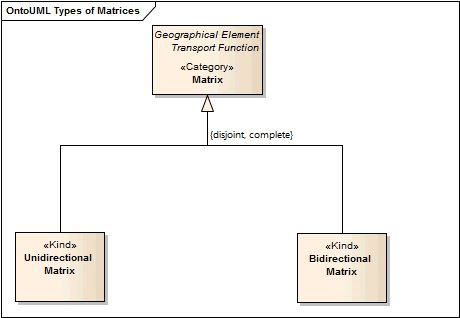 OntoUML Types of Matrices
Geographical Element
Transport Function
«Category»
Matrix
{disjoint, complete}
«Kind»
Unidirectional
Matrix
«Kind»
Bidirectional
Matrix